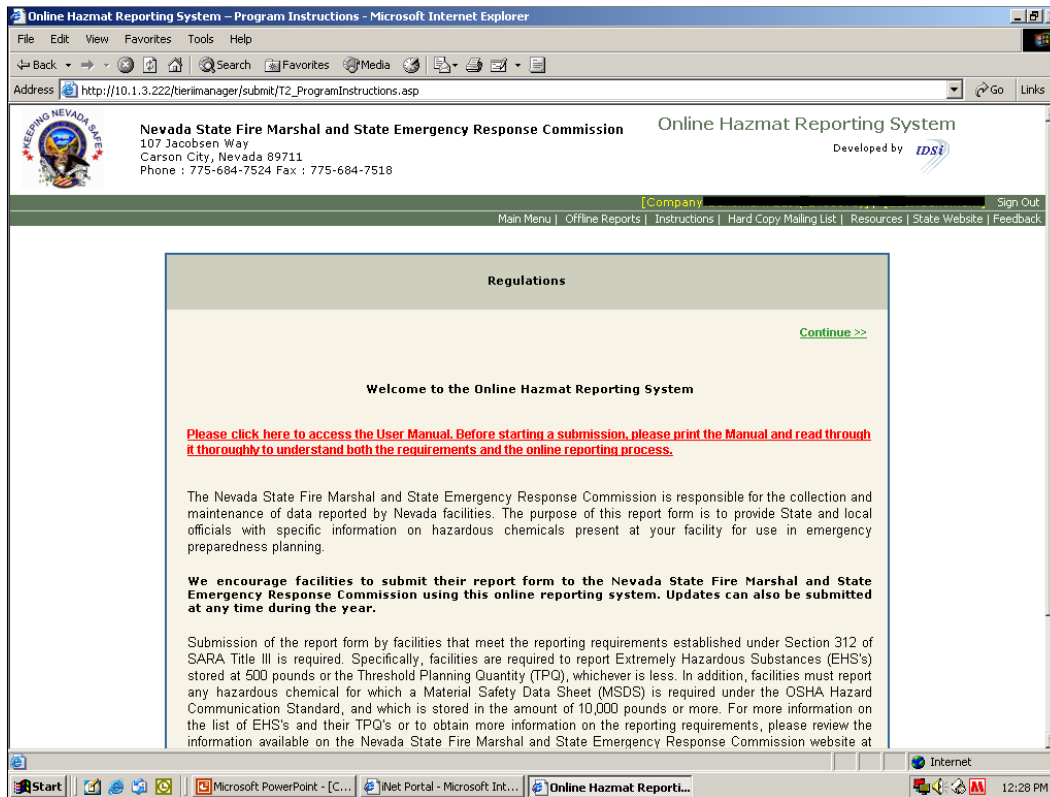 Online Hazmat Reporting System – Program Instructions - Microsoft Internet Explorer
File Edit View Favorites Tools Help
Back Search Favorites Media
Address http://10.1.3.222/tieriimanager/submit/T2_ProgramInstructions.asp Go Links
KEEPING NEVADA SAFE
Nevada State Fire Marshal and State Emergency Response Commission
107 Jacobsen Way
Carson City, Nevada 89711
Phone : 775-684-7524 Fax : 775-684-7518
Online Hazmat Reporting System
Developed by IDSi
[Company Sign Out
Main Menu | Offline Reports | Instructions | Hard Copy Mailing List | Resources | State Website | Feedback
Regulations
Continue >>
Welcome to the Online Hazmat Reporting System
Please click here to access the User Manual. Before starting a submission, please print the Manual and read through
it thoroughly to understand both the requirements and the online reporting process.
The Nevada State Fire Marshal and State Emergency Response Commission is responsible for the collection and
maintenance of data reported by Nevada facilities. The purpose of this report form is to provide State and local
officials with specific information on hazardous chemicals present at your facility for use in emergency
preparedness planning.
We encourage facilities to submit their report form to the Nevada State Fire Marshal and State
Emergency Response Commission using this online reporting system. Updates can also be submitted
at any time during the year.
Submission of the report form by facilities that meet the reporting requirements established under Section 312 of
SARA Title III is required. Specifically, facilities are required to report Extremely Hazardous Substances (EHS's)
stored at 500 pounds or the Threshold Planning Quantity (TPQ), whichever is less. In addition, facilities must report
any hazardous chemical for which a Material Safety Data Sheet (MSDS) is required under the OSHA Hazard
Communication Standard, and which is stored in the amount of 10,000 pounds or more. For more information on
the list of EHS's and their TPQ's or to obtain more information on the reporting requirements, please review the
information available on the Nevada State Fire Marshal and State Emergency Response Commission website at
Internet
Start Microsoft PowerPoint - [C... iNet Portal - Microsoft Int... Online Hazmat Reporti... 12:28 PM